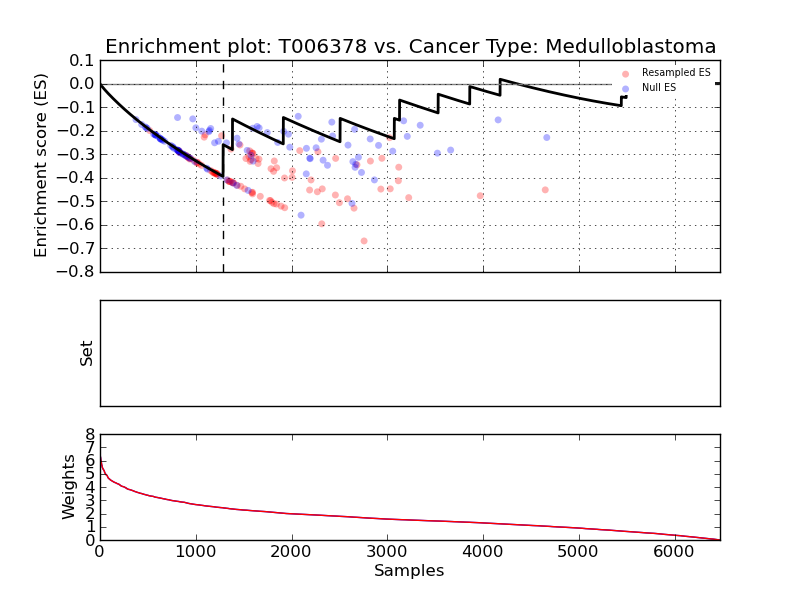 Enrichment plot: T006378 vs. Cancer Type: Medulloblastoma
Enrichment score (ES)
0.1
0.0
−0.1
−0.2
−0.3
−0.4
−0.5
−0.6
−0.7
−0.8
Resampled ES
Null ES
Set
Weights
8
7
6
5
4
3
2
1
0
0 1000 2000 3000 4000 5000 6000
Samples